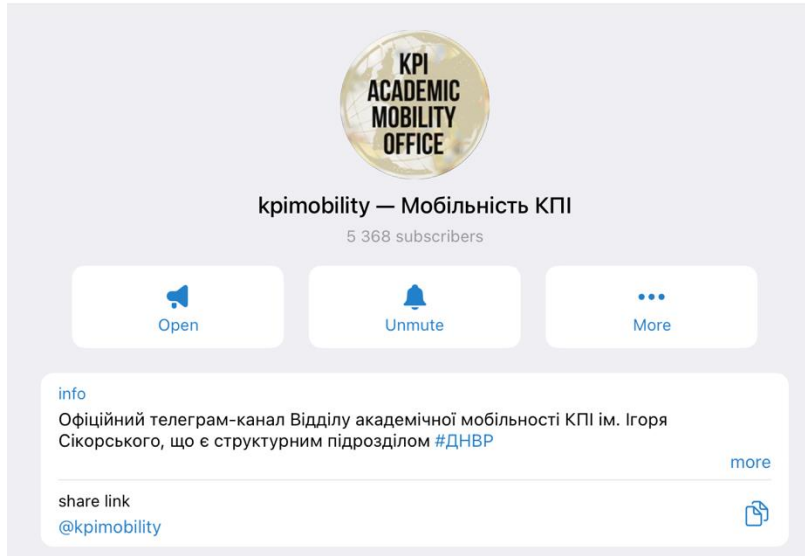 KPI
ACADEMIC
MOBILITY
OFFICE
kpimobility — Мобільність КПІ
5 368 subscribers
Open
Unmute
More
info
Офіційний телеграм-канал Відділу академічної мобільності КПІ ім. Ігоря
Сікорського, що є структурним підрозділом #ДНВР
more
share link
@kpimobility